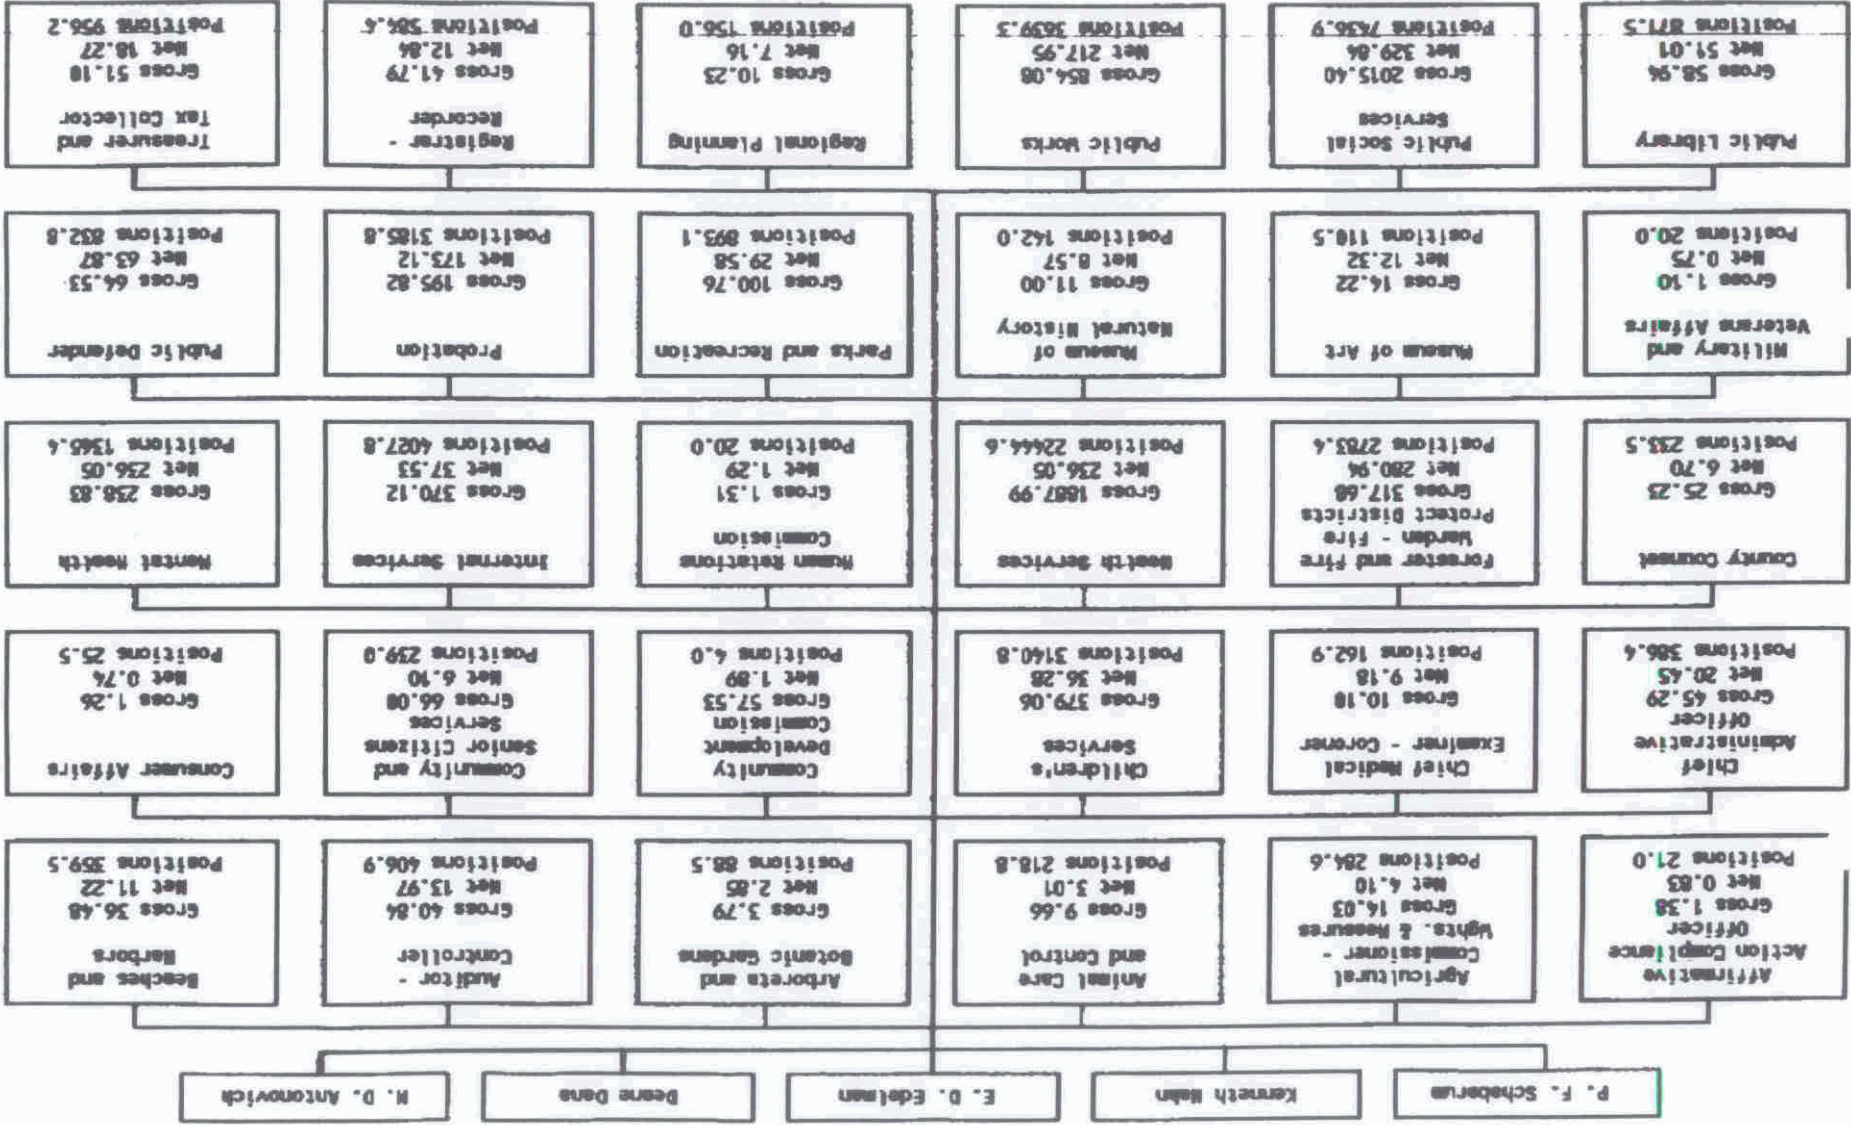 P. F. Schabarum
Kenneth Hahn
E. D. Edelman
Deane Dana
M. D. Antonovich
Affirmative
Action Compliance
Officer
Gross 1.38
Net 0.83
Positions 21.0
Agricultural
Commissioner -
Wghts. & Measures
Gross 14.03
Net 4.10
Positions 284.6
Animal Care
and Control
Gross 9.66
Net 3.01
Positions 218.8
Arboreta and
Botanic Gardens
Gross 3.79
Net 2.85
Positions 88.5
Auditor -
Controller
Gross 40.84
Net 13.97
Positions 406.9
Beaches and
Harbors
Gross 36.48
Net 11.22
Positions 359.5
Chief
Administrative
Officer
Gross 45.29
Net 20.45
Positions 386.4
Chief Medical
Examiner - Coroner
Gross 10.18
Net 9.18
Positions 162.9
Children's
Services
Gross 379.06
Net 36.28
Positions 3140.8
Community
Development
Commission
Gross 57.53
Net 1.89
Positions 4.0
Community and
Senior Citizens
Services
Gross 66.08
Net 6.10
Positions 239.0
Consumer Affairs
Gross 1.26
Net 0.74
Positions 25.5
County Counsel
Gross 25.23
Net 6.70
Positions 233.5
Forester and Fire
Warden - Fire
Protect Districts
Gross 317.68
Net 280.94
Positions 2783.4
Health Services
Gross 1887.99
Net 236.05
Positions 22444.6
Human Relations
Commission
Gross 1.31
Net 1.29
Positions 20.0
Internal Services
Gross 370.12
Net 37.53
Positions 4027.8
Mental Health
Gross 238.83
Net 236.05
Positions 1365.4
Military and
Veterans Affairs
Gross 1.10
Net 0.75
Positions 20.0
Museum of Art
Gross 14.22
Net 12.32
Positions 110.5
Museum of
Natural History
Gross 11.00
Net 8.57
Positions 142.0
Parks and Recreation
Gross 100.76
Net 29.58
Positions 893.1
Probation
Gross 195.82
Net 173.12
Positions 3185.8
Public Defender
Gross 64.53
Net 63.87
Positions 832.8
Public Library
Gross 58.94
Net 51.01
Positions 871.5
Public Social
Services
Gross 2015.40
Net 329.84
Positions 7436.9
Public Works
Gross 854.08
Net 217.95
Positions 3639.3
Regional Planning
Gross 10.23
Net 7.16
Positions 156.0
Registrar -
Recorder
Gross 41.79
Net 12.84
Positions 584.4
Treasurer and
Tax Collector
Gross 51.18
Net 18.27
Positions 956.2